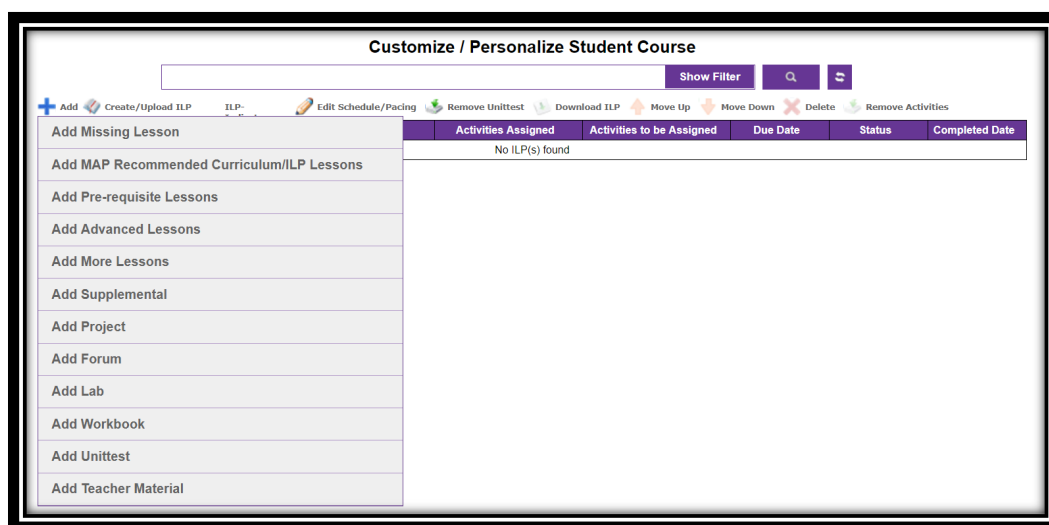 Customize / Personalize Student Course
Show Filter
Add Create/Upload ILP ILP- Edit Schedule/Pacing Remove Unittest Download ILP Move Up Move Down Delete Remove Activities
Activities Assigned Activities to be Assigned Due Date Status Completed Date
No ILP(s) found
Add Missing Lesson
Add MAP Recommended Curriculum/ILP Lessons
Add Pre-requisite Lessons
Add Advanced Lessons
Add More Lessons
Add Supplemental
Add Project
Add Forum
Add Lab
Add Workbook
Add Unittest
Add Teacher Material